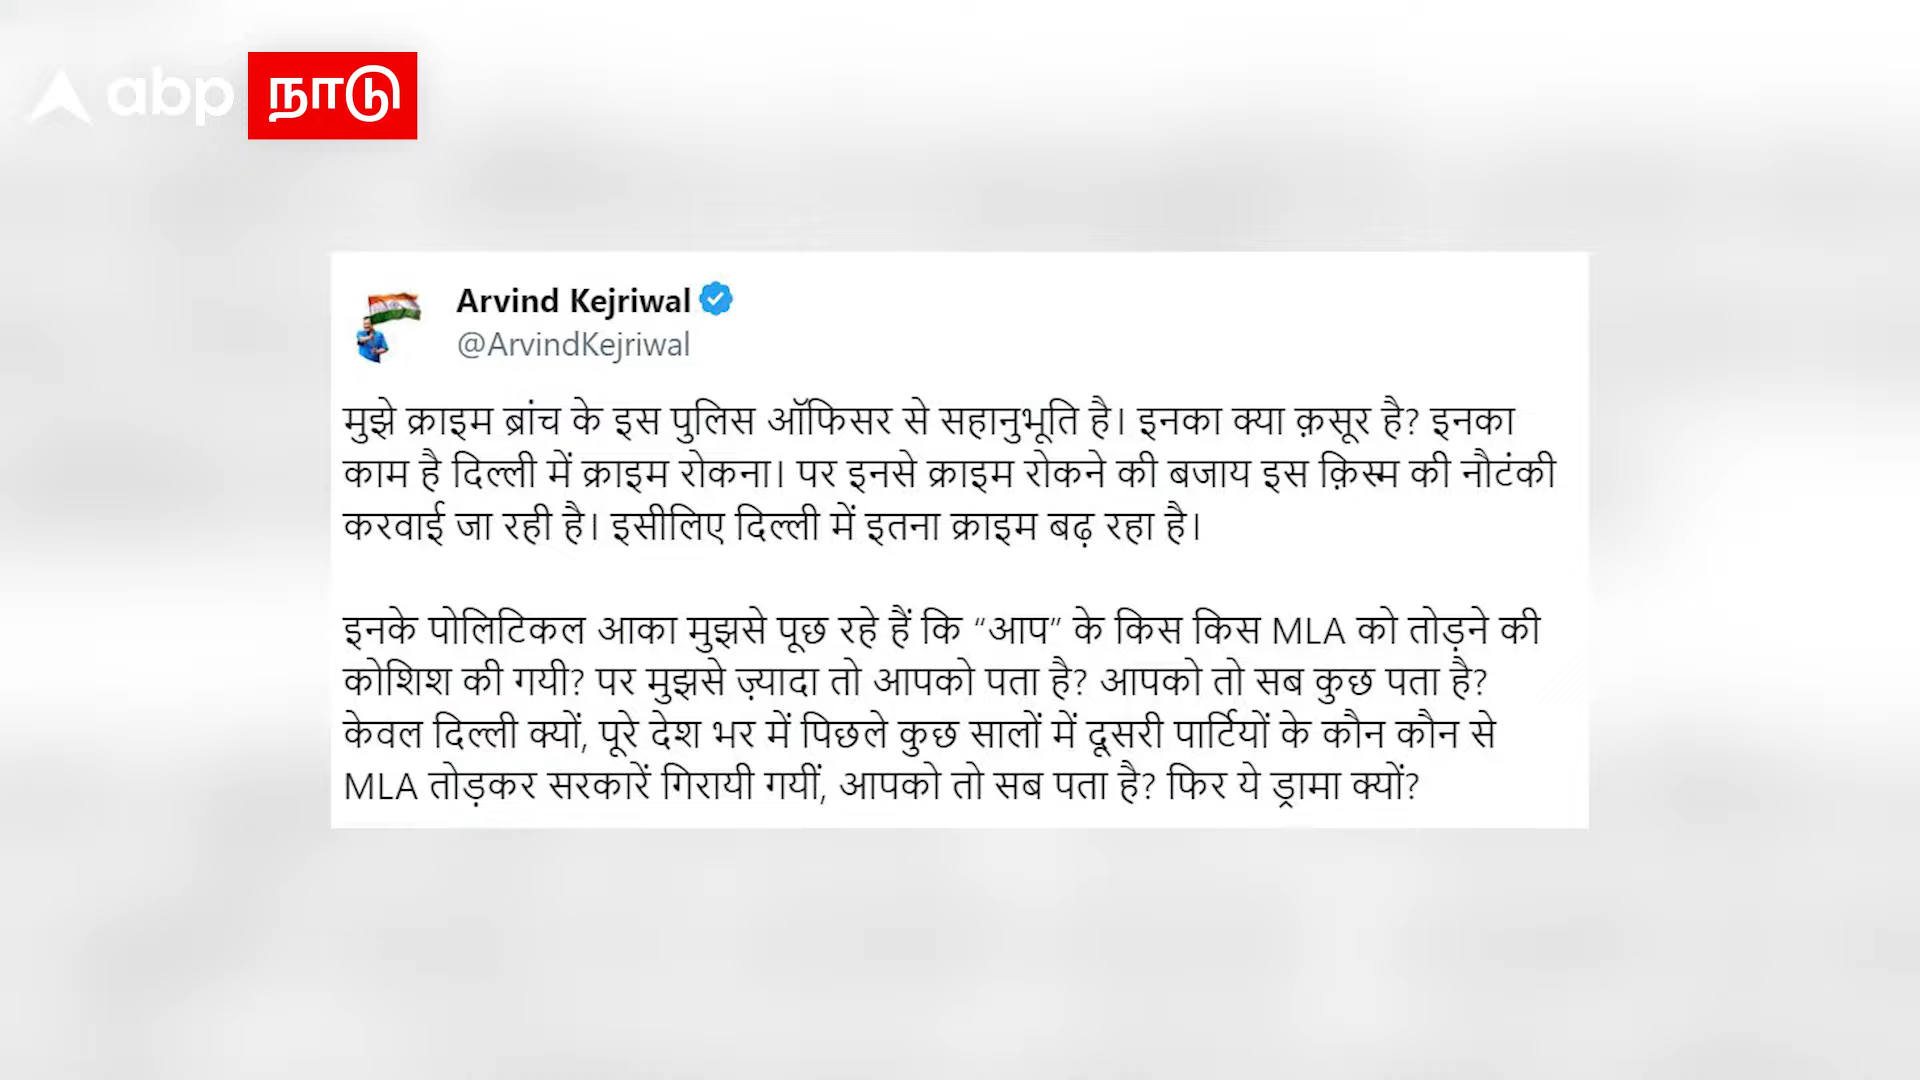 abp நாடு
Arvind Kejriwal
@ArvindKejriwal
मुझे क्राइम ब्रांच के इस पुलिस ऑफिसर से सहानुभूति है। इनका क्या क़सूर है? इनका
काम है दिल्ली में क्राइम रोकना। पर इनसे क्राइम रोकने की बजाय इस क़िस्म की नौटंकी
करवाई जा रही है। इसीलिए दिल्ली में इतना क्राइम बढ़ रहा है।
इनके पोलिटिकल आका मुझसे पूछ रहे हैं कि “आप” के किस किस MLA को तोड़ने की
कोशिश की गयी? पर मुझसे ज़्यादा तो आपको पता है? आपको तो सब कुछ पता है?
केवल दिल्ली क्यों, पूरे देश भर में पिछले कुछ सालों में दूसरी पार्टियों के कौन कौन से
MLA तोड़कर सरकारें गिरायी गयीं, आपको तो सब पता है? फिर ये ड्रामा क्यों?